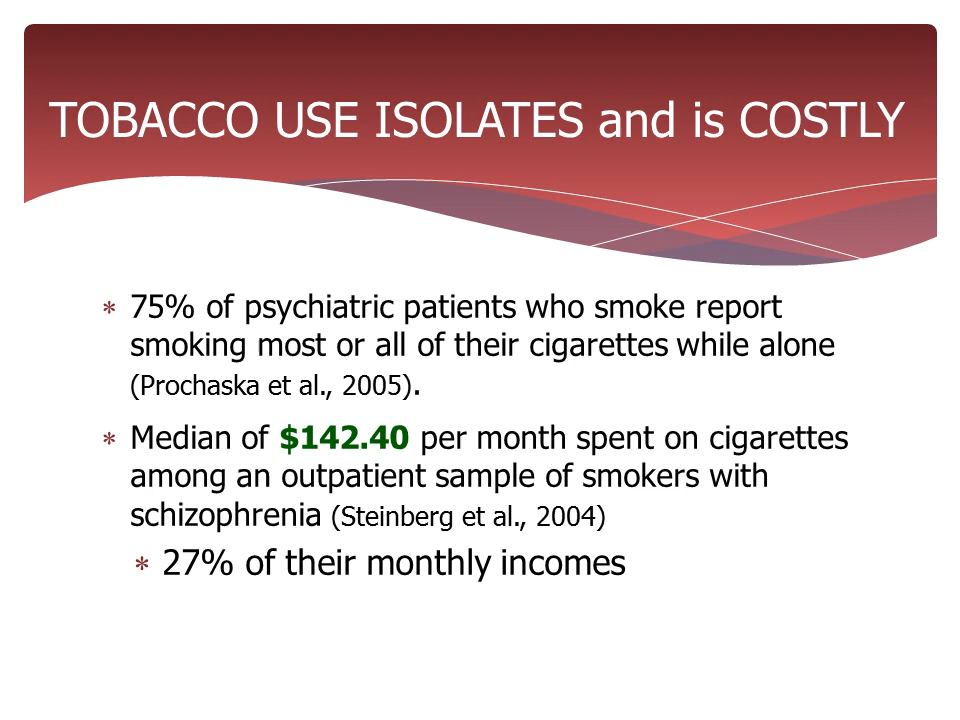 TOBACCO USE ISOLATES and is COSTLY
* 75% of psychiatric patients who smoke report
smoking most or all of their cigarettes while alone
(Prochaska et al., 2005).
* Median of $142.40 per month spent on cigarettes
among an outpatient sample of smokers with
schizophrenia (Steinberg et al., 2004)
* 27% of their monthly incomes